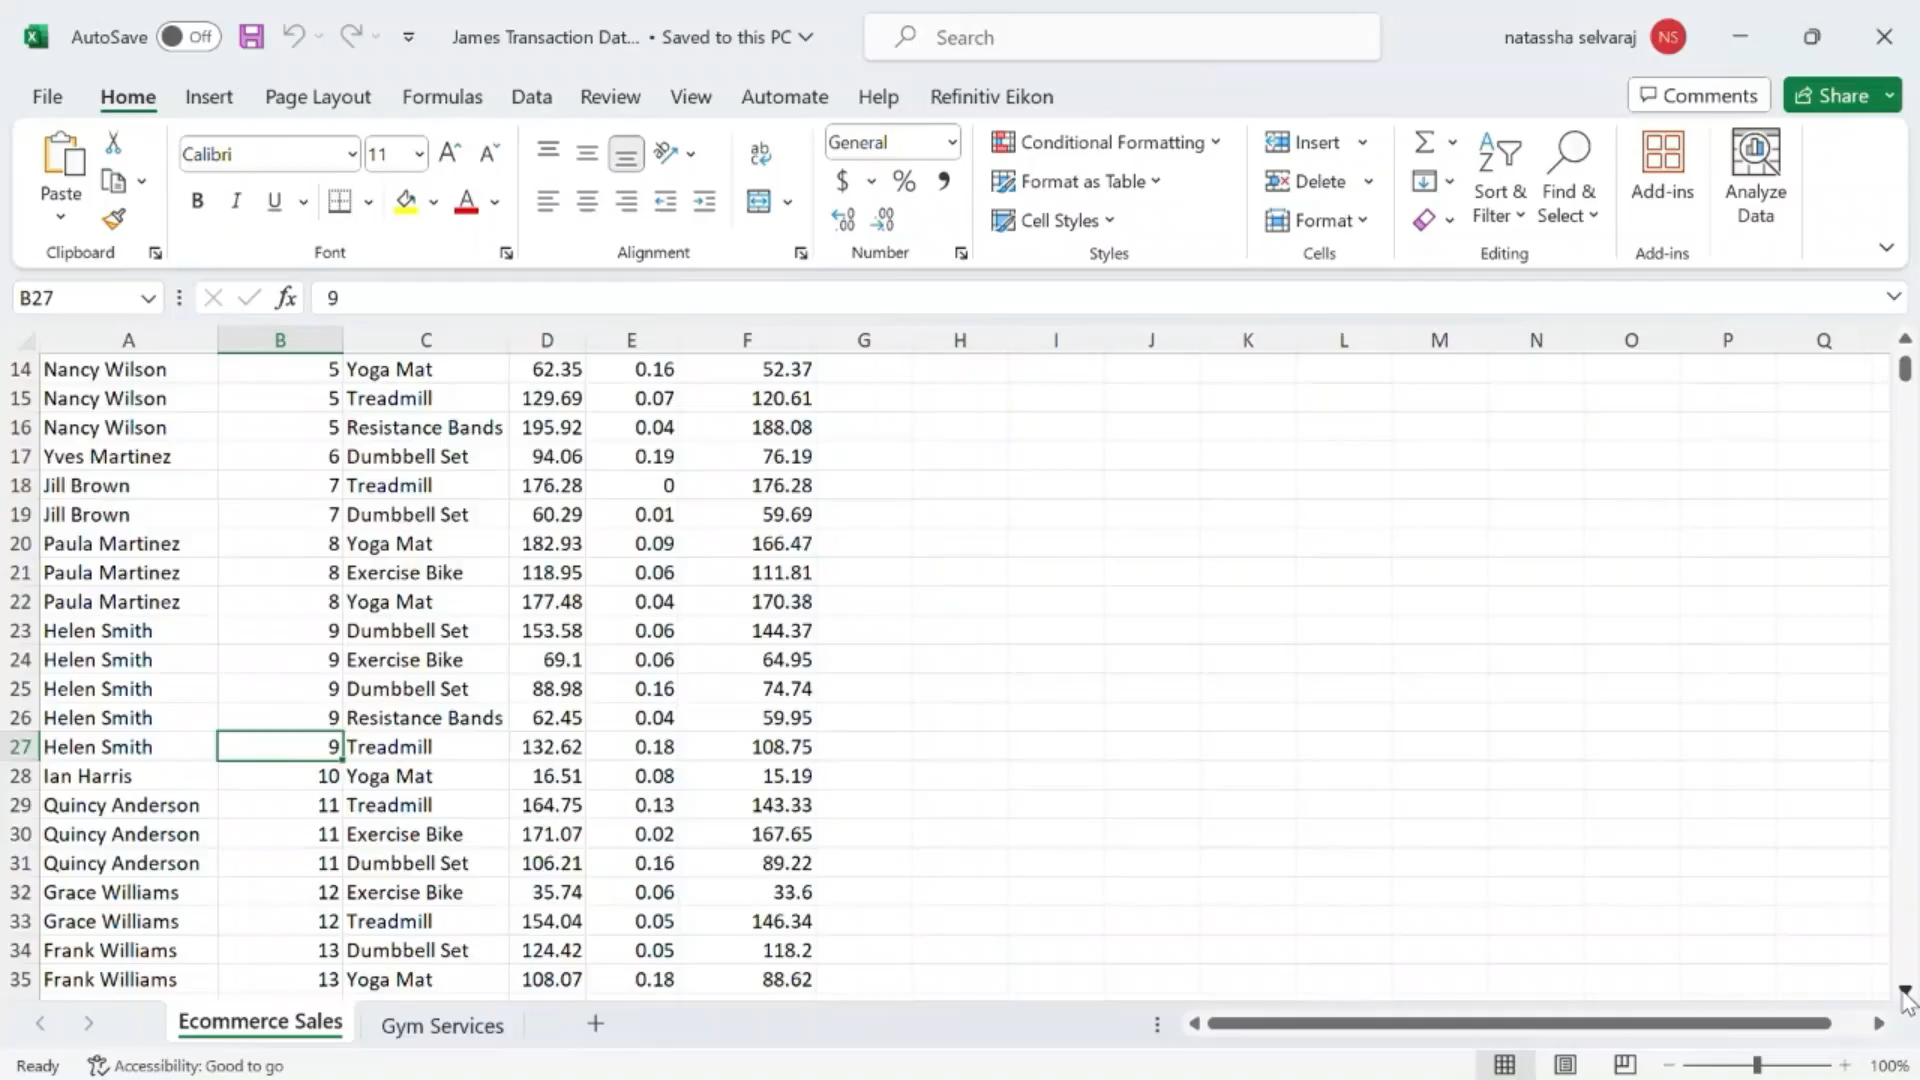 AutoSave Off James Transaction Dat... • Saved to this PC Search natassha selvaraj NS
File Home Insert Page Layout Formulas Data Review View Automate Help Refinitiv Eikon Comments Share
Paste Calibri 11 A A B I U A ab General $ % 9 Conditional Formatting Format as Table Cell Styles Insert Delete Format Σ Sort & Filter Find & Select Add-ins Analyze Data
Clipboard Font Alignment Number Styles Cells Editing Add-ins
B27 fx 9
A B C D E F G H I J K L M N O P Q
14 Nancy Wilson 5 Yoga Mat 62.35 0.16 52.37
15 Nancy Wilson 5 Treadmill 129.69 0.07 120.61
16 Nancy Wilson 5 Resistance Bands 195.92 0.04 188.08
17 Yves Martinez 6 Dumbbell Set 94.06 0.19 76.19
18 Jill Brown 7 Treadmill 176.28 0 176.28
19 Jill Brown 7 Dumbbell Set 60.29 0.01 59.69
20 Paula Martinez 8 Yoga Mat 182.93 0.09 166.47
21 Paula Martinez 8 Exercise Bike 118.95 0.06 111.81
22 Paula Martinez 8 Yoga Mat 177.48 0.04 170.38
23 Helen Smith 9 Dumbbell Set 153.58 0.06 144.37
24 Helen Smith 9 Exercise Bike 69.1 0.06 64.95
25 Helen Smith 9 Dumbbell Set 88.98 0.16 74.74
26 Helen Smith 9 Resistance Bands 62.45 0.04 59.95
27 Helen Smith 9 Treadmill 132.62 0.18 108.75
28 Ian Harris 10 Yoga Mat 16.51 0.08 15.19
29 Quincy Anderson 11 Treadmill 164.75 0.13 143.33
30 Quincy Anderson 11 Exercise Bike 171.07 0.02 167.65
31 Quincy Anderson 11 Dumbbell Set 106.21 0.16 89.22
32 Grace Williams 12 Exercise Bike 35.74 0.06 33.6
33 Grace Williams 12 Treadmill 154.04 0.05 146.34
34 Frank Williams 13 Dumbbell Set 124.42 0.05 118.2
35 Frank Williams 13 Yoga Mat 108.07 0.18 88.62
Ecommerce Sales Gym Services +
Ready Accessibility: Good to go 100%